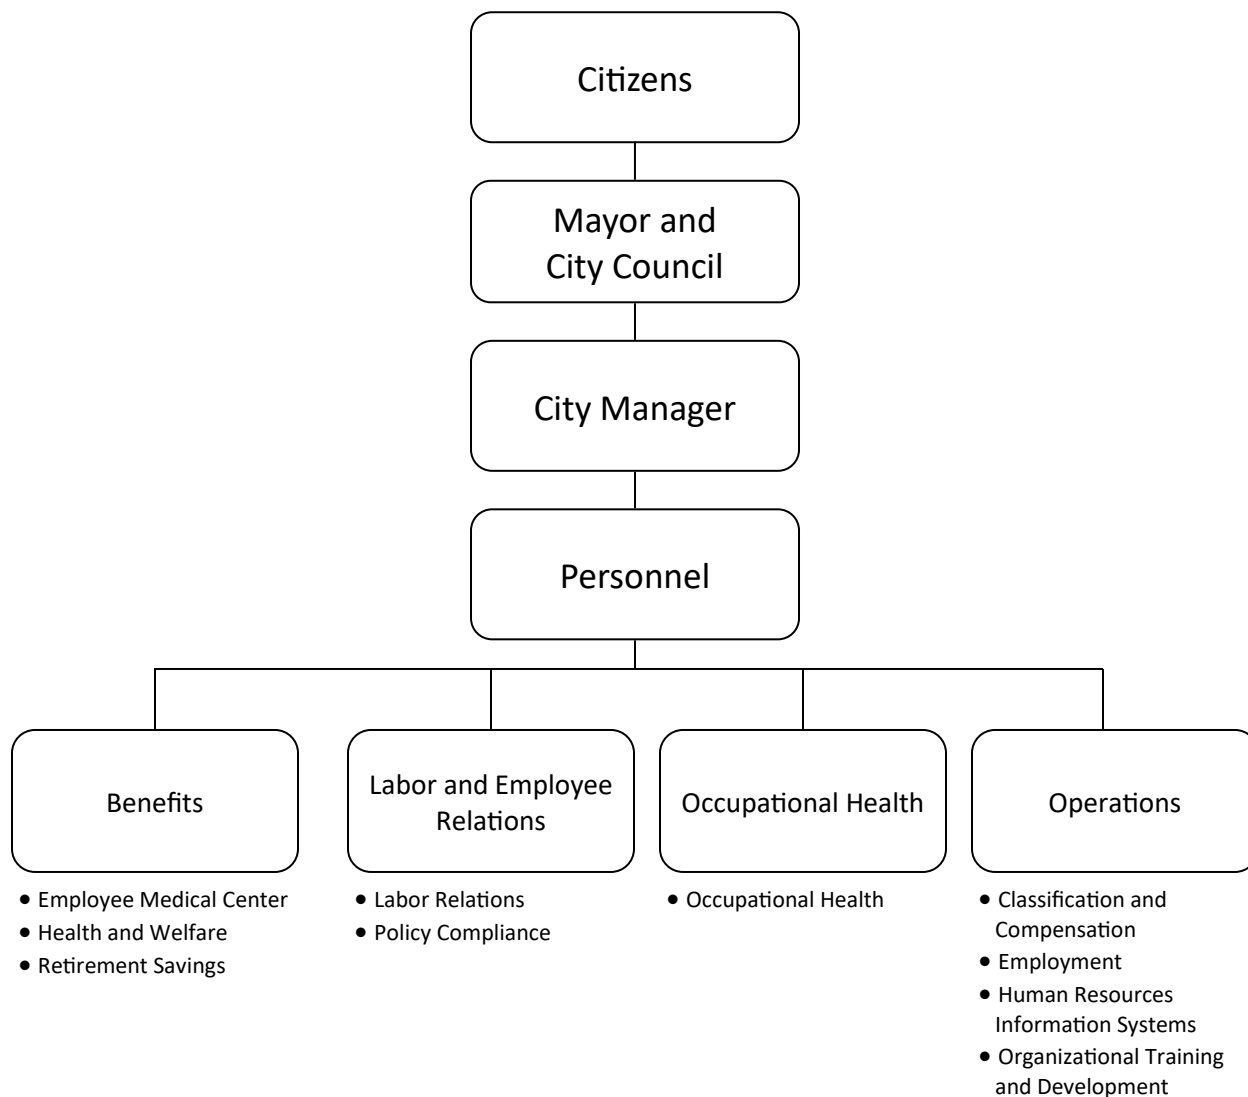 Citizens
Mayor and
City Council
City Manager
Personnel
Benefits
• Employee Medical Center
• Health and Welfare
• Retirement Savings
Labor and Employee
Relations
• Labor Relations
• Policy Compliance
Occupational Health
• Occupational Health
Operations
• Classification and
Compensation
• Employment
• Human Resources
Information Systems
• Organizational Training
and Development